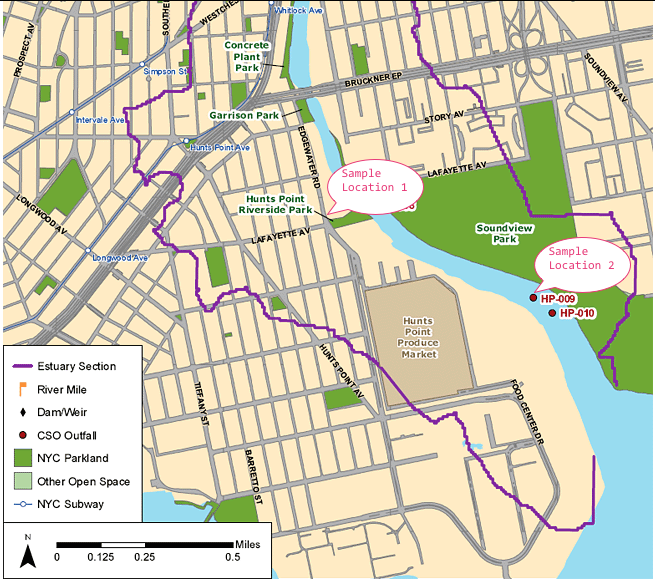 Whitlock Ave
WESTCHES
SOUTHE
PROSPECT AV
Concrete
Plant
Park
Simpson St
BRUCKNER EP
SOUNDVIEW AV
Garrison Park
STORY AV
Intervale Ave
Hunts Point Ave
EDGEWATER RD
Sample
Location 1
LAFAYETTE AV
LONGWOOD AV
Hunts Point
Riverside Park
LAFAYETTE AV
Soundview
Park
Longwood Ave
Sample
Location 2
HP-009
HP-010
Hunts
Point
Produce
Market
HUNTS POINT AV
TIFFANY ST
FOOD CENTER DR
BARRETTO ST
Estuary Section
River Mile
Dam/Weir
CSO Outfall
NYC Parkland
Other Open Space
NYC Subway
N
Miles
0 0.125 0.25 0.5